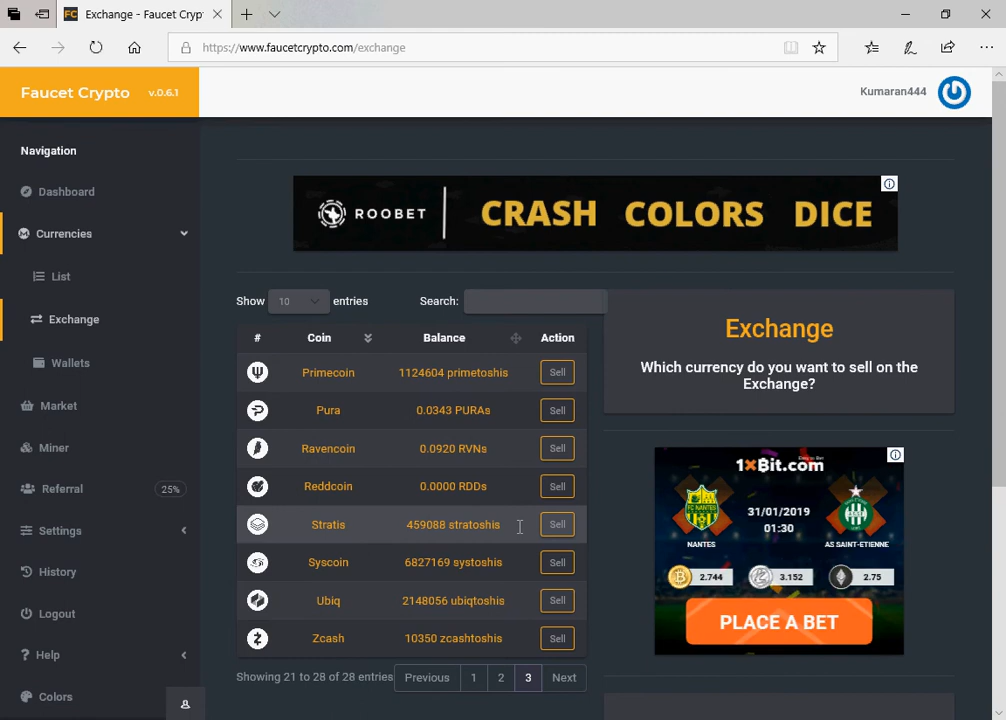 Exchange - Faucet Cryp
https://www.faucetcrypto.com/exchange
Faucet Crypto v.0.6.1
Kumaran444
Navigation
Dashboard
Currencies
List
Exchange
Wallets
Market
Miner
Referral 25%
Settings
History
Logout
Help
Colors
ROOBET CRASH COLORS DICE
Show 10 entries Search:
# Coin Balance Action
Primecoin 1124604 primetoshis Sell
Pura 0.0343 PURAs Sell
Ravencoin 0.0920 RVNs Sell
Reddcoin 0.0000 RDDs Sell
Stratis 459088 stratoshis Sell
Syscoin 6827169 systoshis Sell
Ubiq 2148056 ubiqtoshis Sell
Zcash 10350 zcashtoshis Sell
Showing 21 to 28 of 28 entries Previous 1 2 3 Next
Exchange
Which currency do you want to sell on the
Exchange?
1XBit.com
31/01/2019
01:30
NANTES AS SAINT-ETIENNE
2.744 3.152 2.75
PLACE A BET